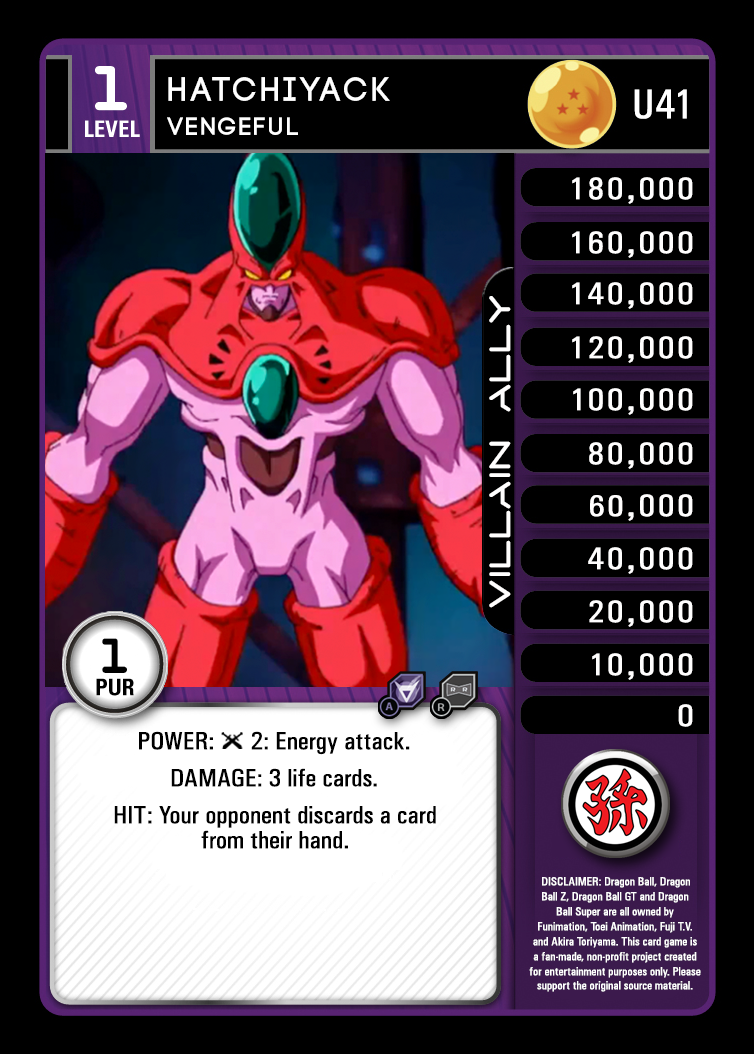 1
LEVEL
HATCHIYACK
VENGEFUL
U41
180,000
160,000
140,000
120,000
100,000
80,000
60,000
40,000
20,000
10,000
0
VILLAIN ALLY
1
PUR
A
R
R R
POWER: 2: Energy attack.
DAMAGE: 3 life cards.
HIT: Your opponent discards a card
from their hand.
孫
DISCLAIMER: Dragon Ball, Dragon
Ball Z, Dragon Ball GT and Dragon
Ball Super are all owned by
Funimation, Toei Animation, Fuji T.V.
and Akira Toriyama. This card game is
a fan-made, non-profit project created
for entertainment purposes only. Please
support the original source material.